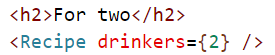 <h2>For two</h2>
<Recipe drinkers={2} />